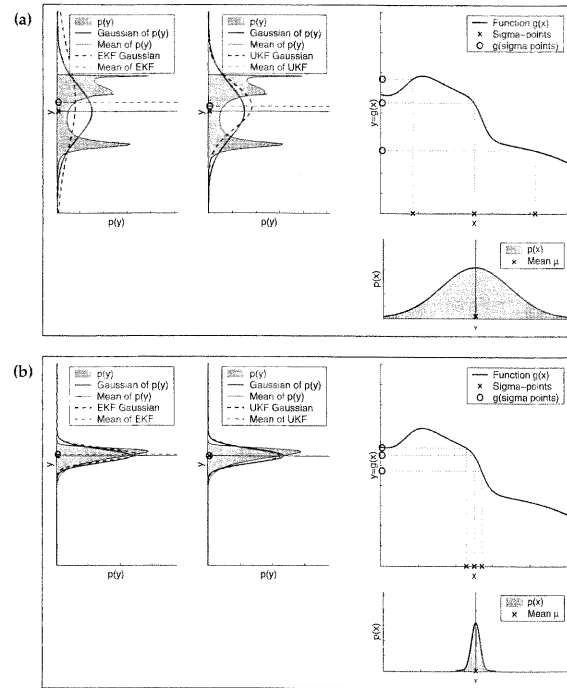 (a)
p(y)
Gaussian of p(y)
Mean of p(y)
EKF Gaussian
Mean of EKF
y
p(y)
p(y)
Gaussian of p(y)
Mean of p(y)
UKF Gaussian
Mean of UKF
y
p(y)
Function g(x)
Sigma-points
g(sigma points)
y=g(x)
x
p(x)
Mean μ
p(x)
(b)
p(y)
Gaussian of p(y)
Mean of p(y)
EKF Gaussian
Mean of EKF
y
p(y)
p(y)
Gaussian of p(y)
Mean of p(y)
UKF Gaussian
Mean of UKF
y
p(y)
Function g(x)
Sigma-points
g(sigma points)
y=g(x)
x
p(x)
Mean μ
p(x)